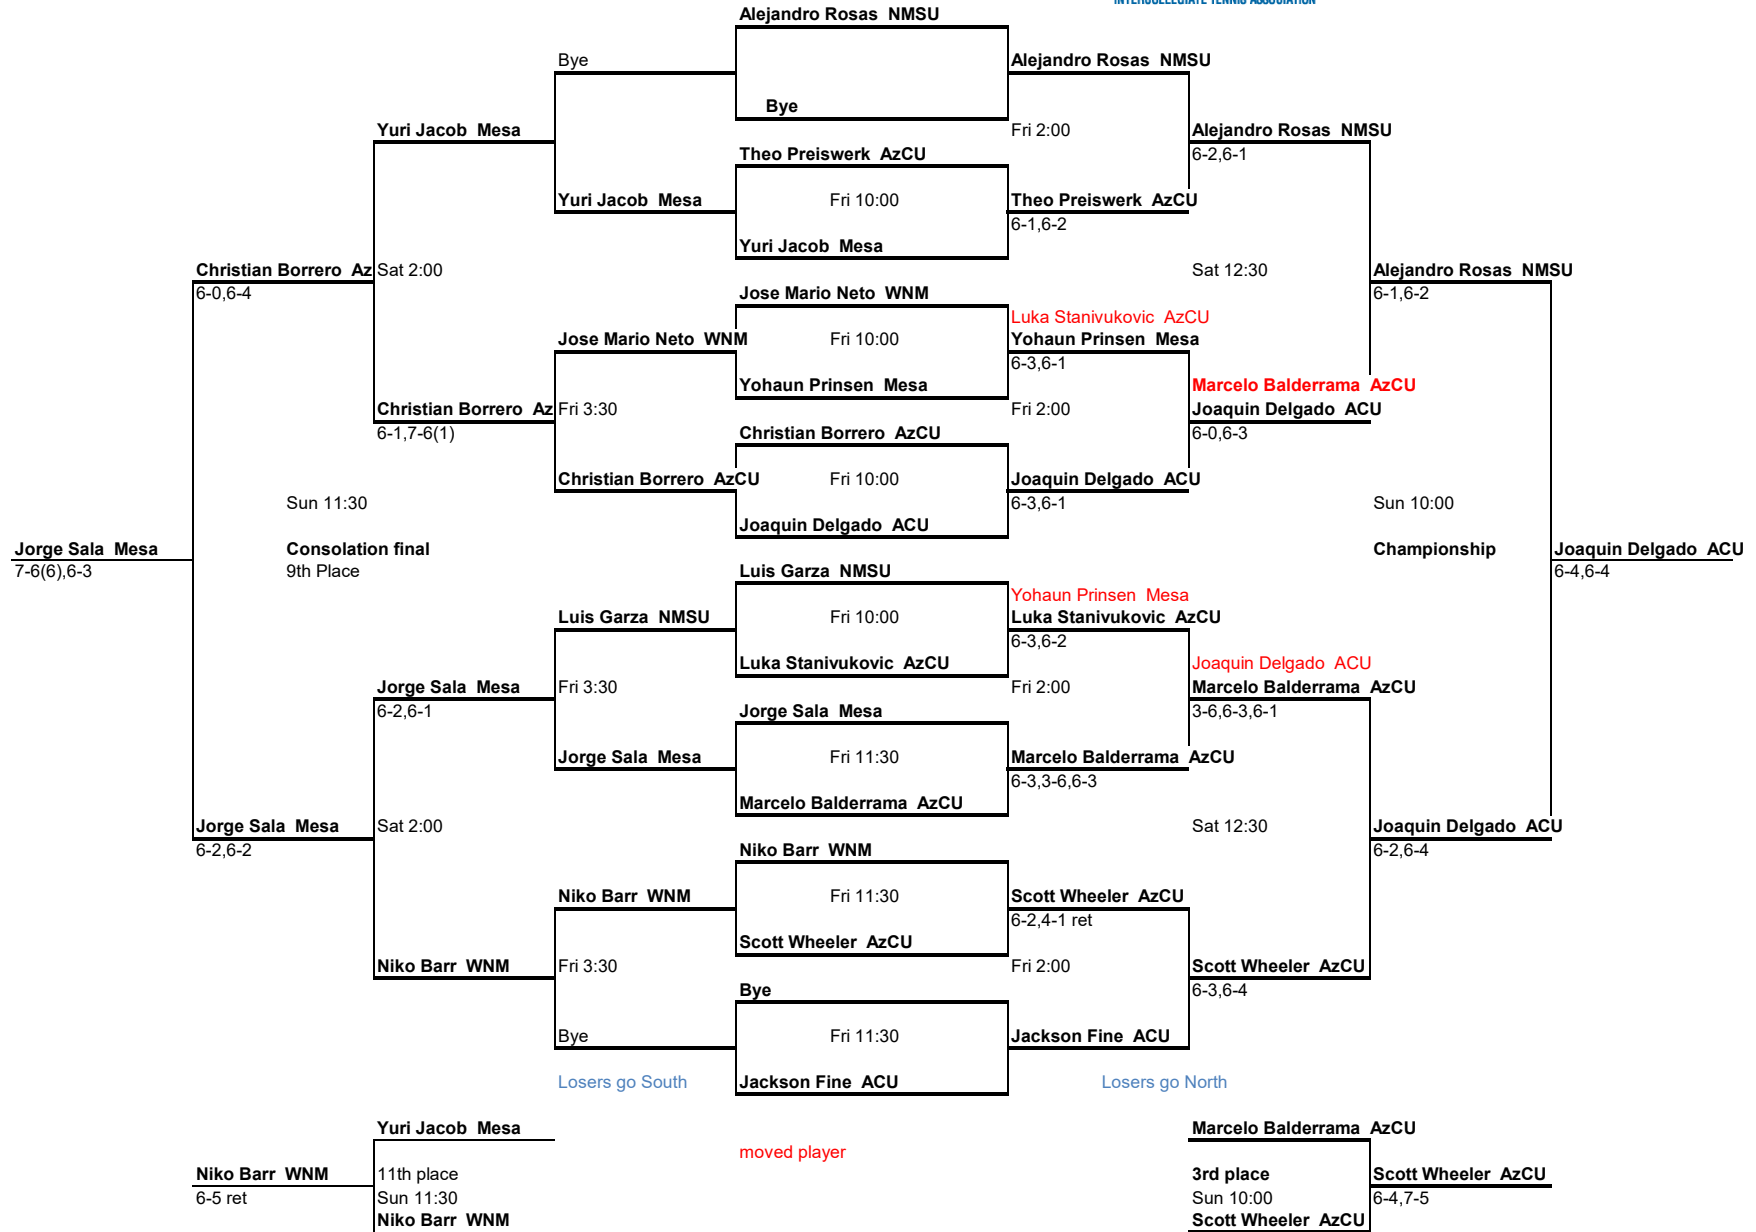 INTERCOLLEGIATE TENNIS ASSOCIATION
Alejandro Rosas NMSU
Bye
Alejandro Rosas NMSU
Bye
Yuri Jacob Mesa
Fri 2:00
Alejandro Rosas NMSU
Theo Preiswerk AzCU
6-2,6-1
Yuri Jacob Mesa
Fri 10:00
Theo Preiswerk AzCU
6-1,6-2
Yuri Jacob Mesa
Christian Borrero Az
Sat 2:00
Sat 12:30
Alejandro Rosas NMSU
6-0,6-4
Jose Mario Neto WNM
6-1,6-2
Luka Stanivukovic AzCU
Jose Mario Neto WNM
Fri 10:00
Yohaun Prinsen Mesa
6-3,6-1
Yohaun Prinsen Mesa
Marcelo Balderrama AzCU
Christian Borrero Az
Fri 3:30
Fri 2:00
Joaquin Delgado ACU
6-1,7-6(1)
Christian Borrero AzCU
6-0,6-3
Christian Borrero AzCU
Fri 10:00
Joaquin Delgado ACU
Sun 11:30
6-3,6-1
Sun 10:00
Joaquin Delgado ACU
Jorge Sala Mesa
Consolation final
Championship
Joaquin Delgado ACU
7-6(6),6-3
9th Place
Luis Garza NMSU
6-4,6-4
Yohaun Prinsen Mesa
Luis Garza NMSU
Fri 10:00
Luka Stanivukovic AzCU
6-3,6-2
Luka Stanivukovic AzCU
Joaquin Delgado ACU
Jorge Sala Mesa
Fri 3:30
Fri 2:00
Marcelo Balderrama AzCU
6-2,6-1
Jorge Sala Mesa
3-6,6-3,6-1
Jorge Sala Mesa
Fri 11:30
Marcelo Balderrama AzCU
6-3,3-6,6-3
Marcelo Balderrama AzCU
Jorge Sala Mesa
Sat 2:00
Sat 12:30
Joaquin Delgado ACU
6-2,6-2
Niko Barr WNM
6-2,6-4
Niko Barr WNM
Fri 11:30
Scott Wheeler AzCU
6-2,4-1 ret
Scott Wheeler AzCU
Niko Barr WNM
Fri 3:30
Fri 2:00
Scott Wheeler AzCU
Bye
6-3,6-4
Bye
Fri 11:30
Jackson Fine ACU
Losers go South
Jackson Fine ACU
Losers go North
Yuri Jacob Mesa
Marcelo Balderrama AzCU
moved player
Niko Barr WNM
11th place
3rd place
Scott Wheeler AzCU
6-5 ret
Sun 11:30
Sun 10:00
6-4,7-5
Niko Barr WNM
Scott Wheeler AzCU